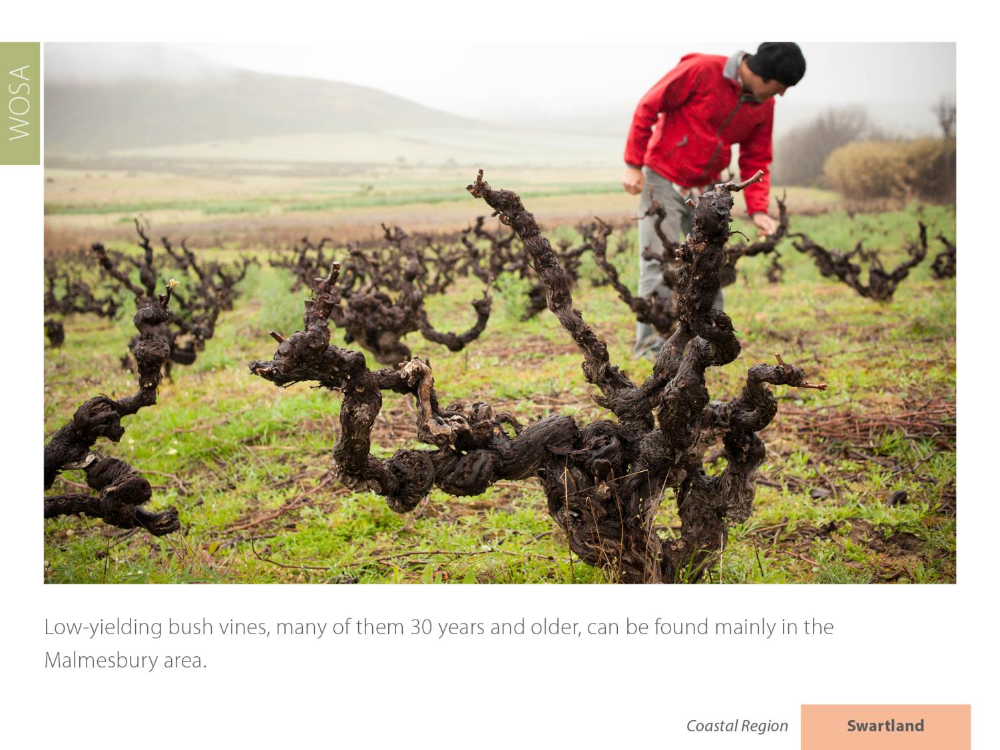 WOSA
Low-yielding bush vines, many of them 30 years and older, can be found mainly in the
Malmesbury area.
Coastal Region
Swartland